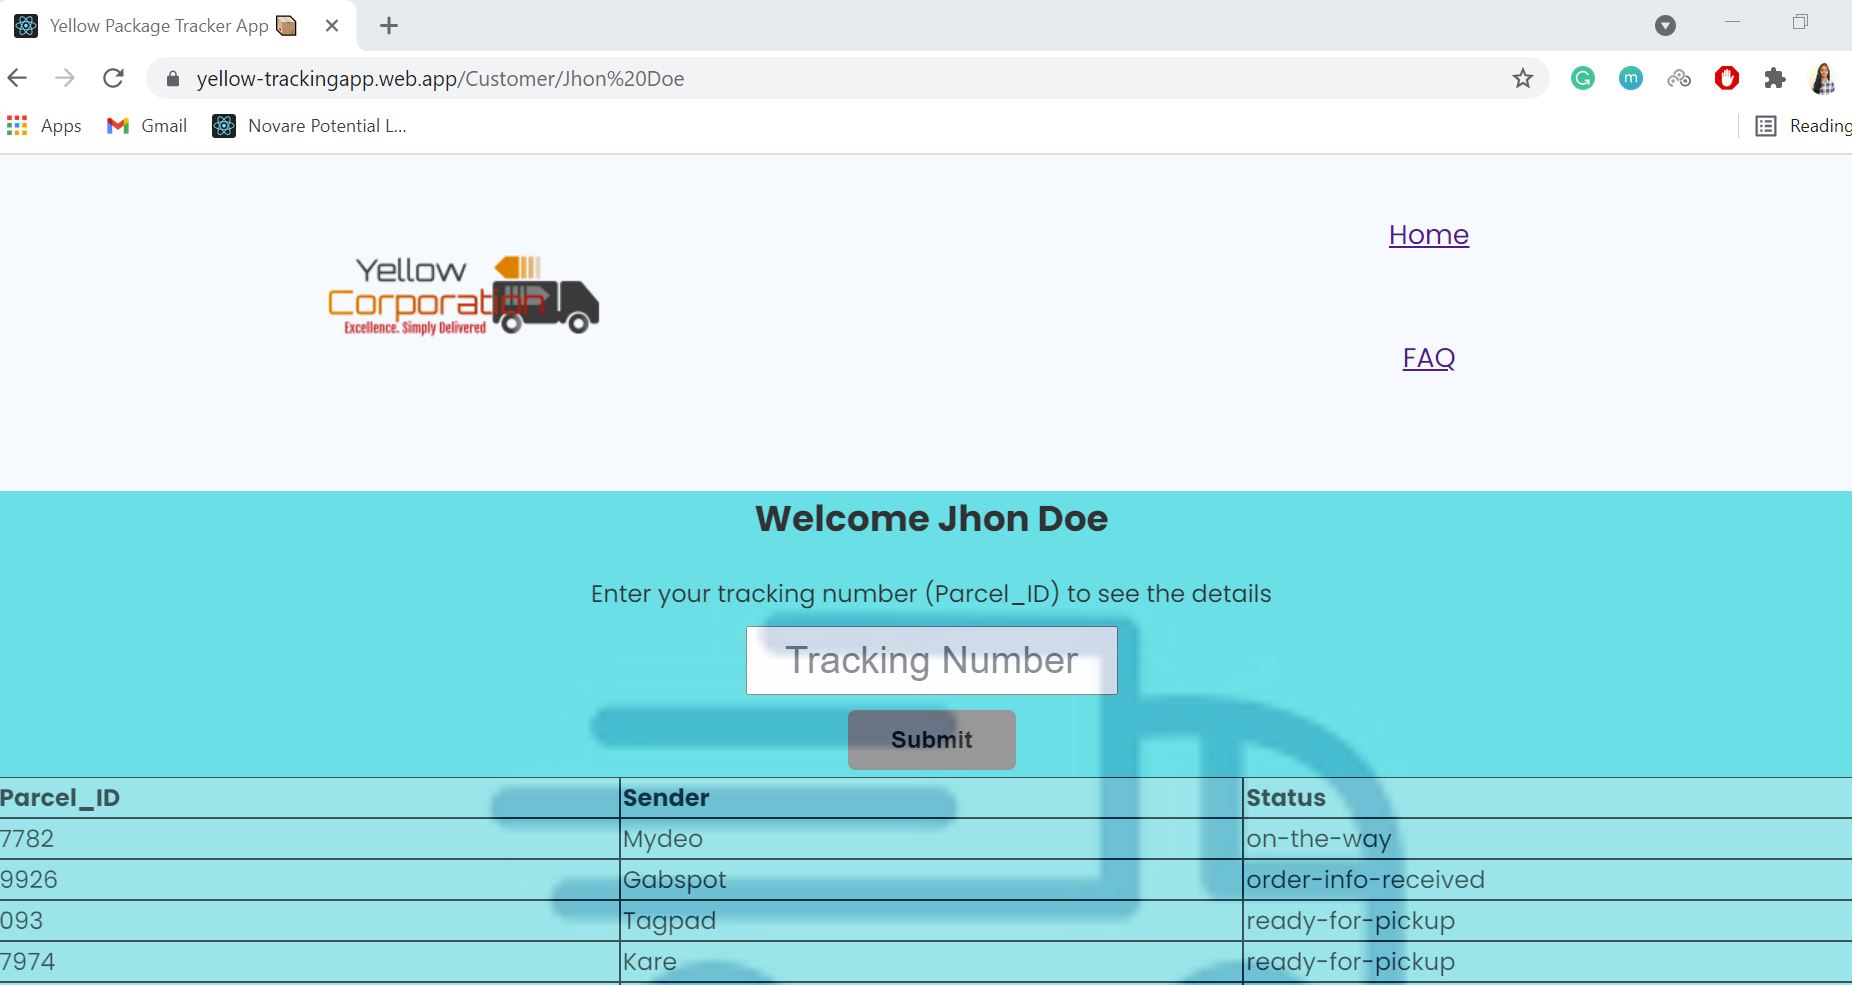 Yellow Package Tracker App
yellow-trackingapp.web.app/Customer/Jhon%20Doe
G
m
Apps
Gmail
Novare Potential L...
Reading
Yellow
Corporation
Excellence. Simply Delivered
Home
FAQ
Welcome Jhon Doe
Enter your tracking number (Parcel_ID) to see the details
Tracking Number
Submit
Parcel_ID Sender Status
7782 Mydeo on-the-way
9926 Gabspot order-info-received
093 Tagpad ready-for-pickup
7974 Kare ready-for-pickup